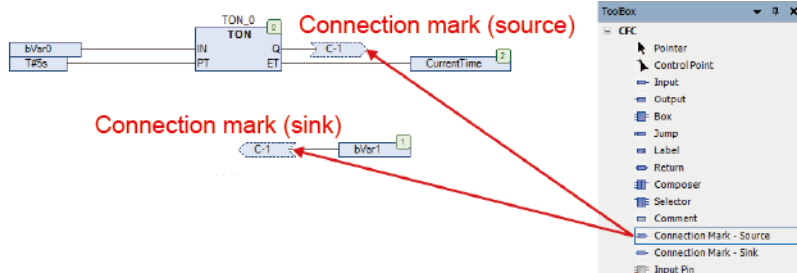 TON_0
TON
0
Connection mark (source)
bVar0
IN
Q
C-1
T#5s
PT
ET
CurrentTime
2
Connection mark (sink)
C-1
bVar1
1
ToolBox
CFC
Pointer
Control Point
Input
Output
Box
Jump
Label
Return
Composer
Selector
Comment
Connection Mark - Source
Connection Mark - Sink
Input Pin